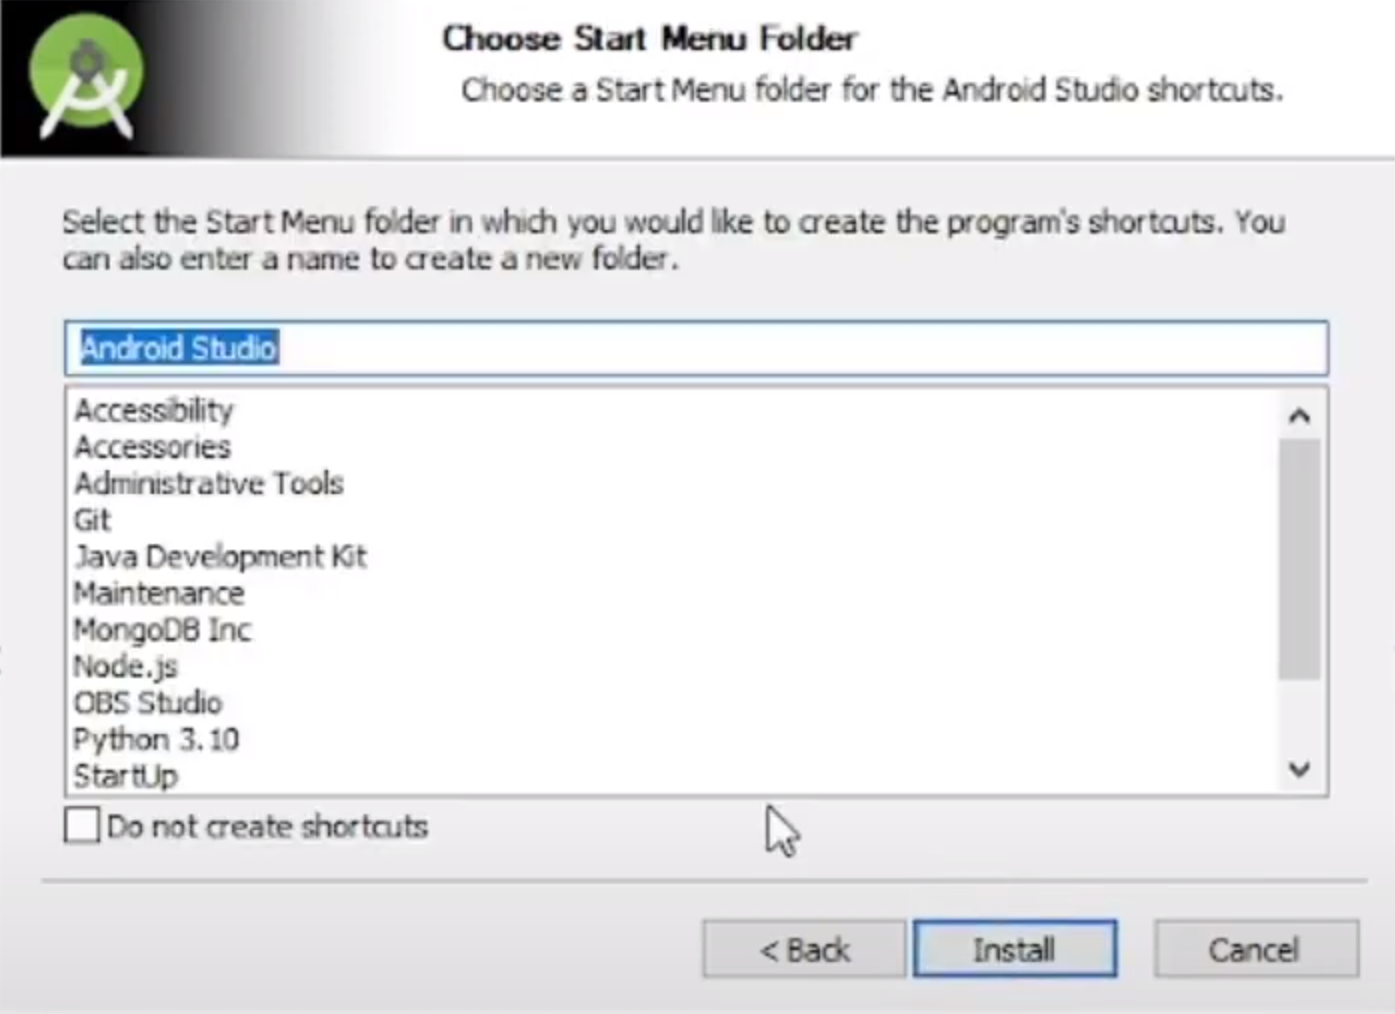 Choose Start Menu Folder
Choose a Start Menu folder for the Android Studio shortcuts.
Select the Start Menu folder in which you would like to create the program's shortcuts. You
can also enter a name to create a new folder.
Android Studio
Accessibility
Accessories
Administrative Tools
Git
Java Development Kit
Maintenance
MongoDB Inc
Node.js
OBS Studio
Python 3.10
StartUp
Do not create shortcuts
< Back Install Cancel